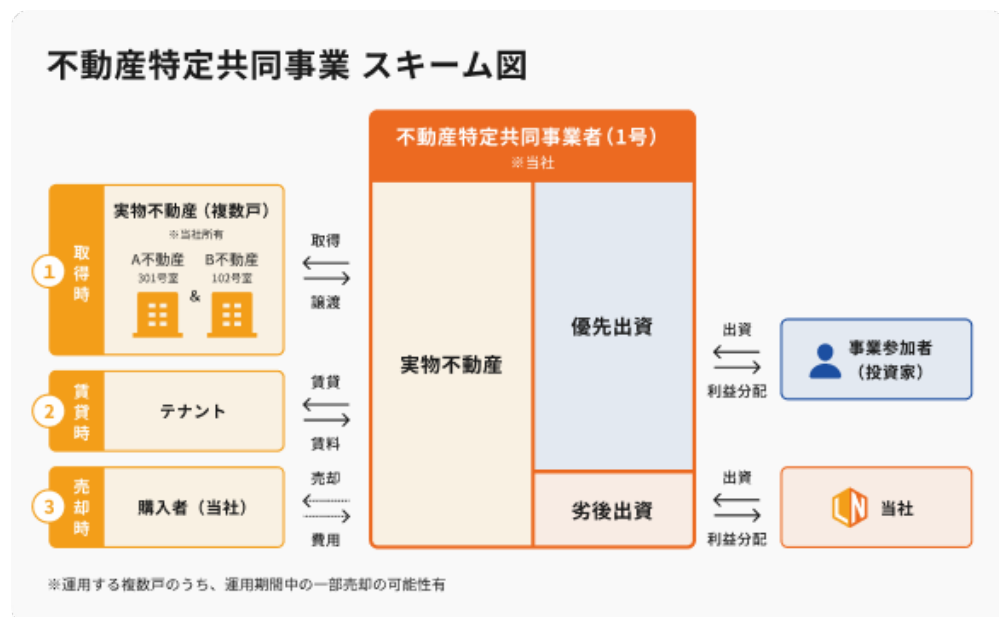 不動産特定共同事業 スキーム図
不動産特定共同事業者(1号)
※当社
1
取得時
実物不動産(複数戸)
※当社所有
A不動産
301号室
&
B不動産
102号室
取得
譲渡
2
賃貸時
テナント
賃貸
賃料
3
売却時
購入者(当社)
売却
費用
実物不動産
優先出資
劣後出資
出資
利益分配
事業参加者
(投資家)
出資
利益分配
LN
当社
※運用する複数戸のうち、運用期間中の一部売却の可能性有